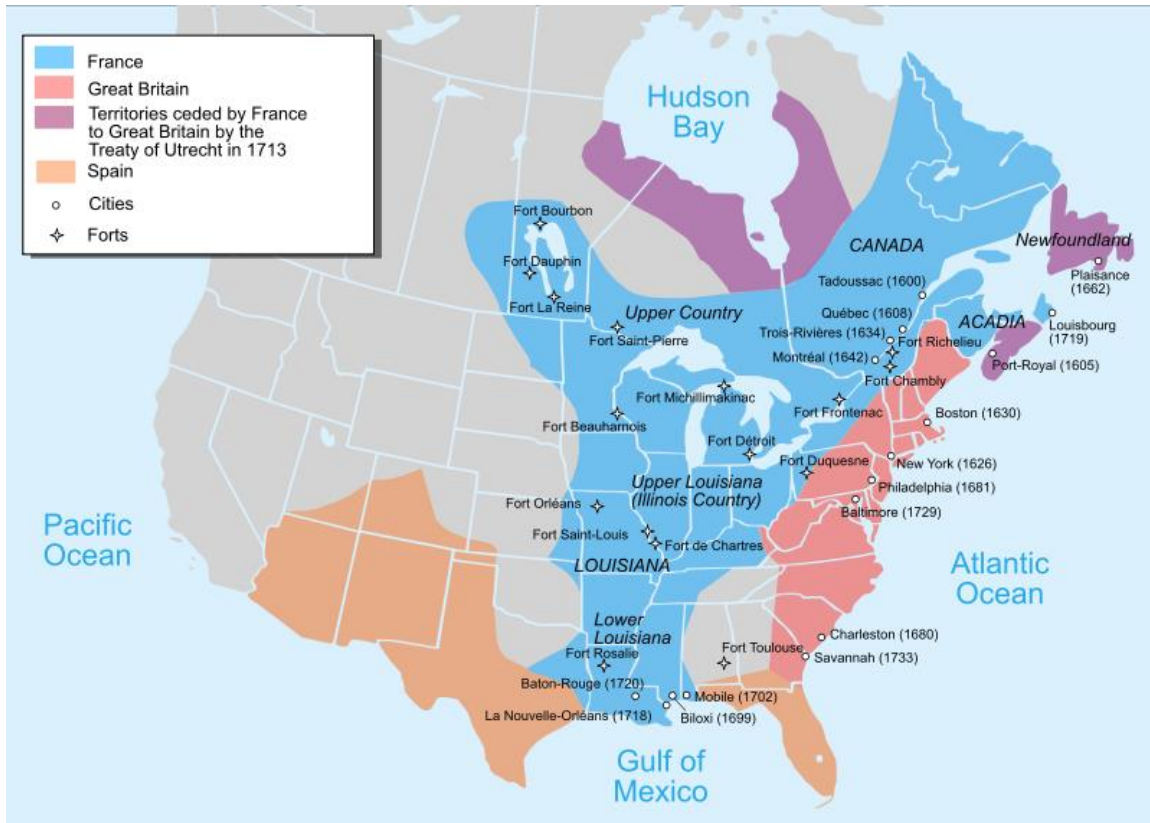 France
Great Britain
Territories ceded by France
to Great Britain by the
Treaty of Utrecht in 1713
Spain
Cities
Forts
Hudson
Bay
Fort Bourbon
Fort Dauphin
Fort La Reine
Upper Country
Fort Saint-Pierre
CANADA
Newfoundland
Plaisance
(1662)
Tadoussac (1600)
Québec (1608)
ACADIA
Louisbourg
(1719)
Trois-Rivières (1634)
Fort Richelieu
Montréal (1642)
Port-Royal (1605)
Fort Chambly
Fort Michillimakinac
Fort Frontenac
Fort Beauharnois
Boston (1630)
Fort Détroit
Fort Duquesne
New York (1626)
Upper Louisiana
(Illinois Country)
Philadelphia (1681)
Fort Orléans
Baltimore (1729)
Pacific
Ocean
Fort Saint-Louis
Fort de Chartres
LOUISIANA
Atlantic
Ocean
Lower
Louisiana
Charleston (1680)
Fort Rosalie
Fort Toulouse
Savannah (1733)
Baton-Rouge (1720)
Mobile (1702)
La Nouvelle-Orléans (1718)
Biloxi (1699)
Gulf of
Mexico